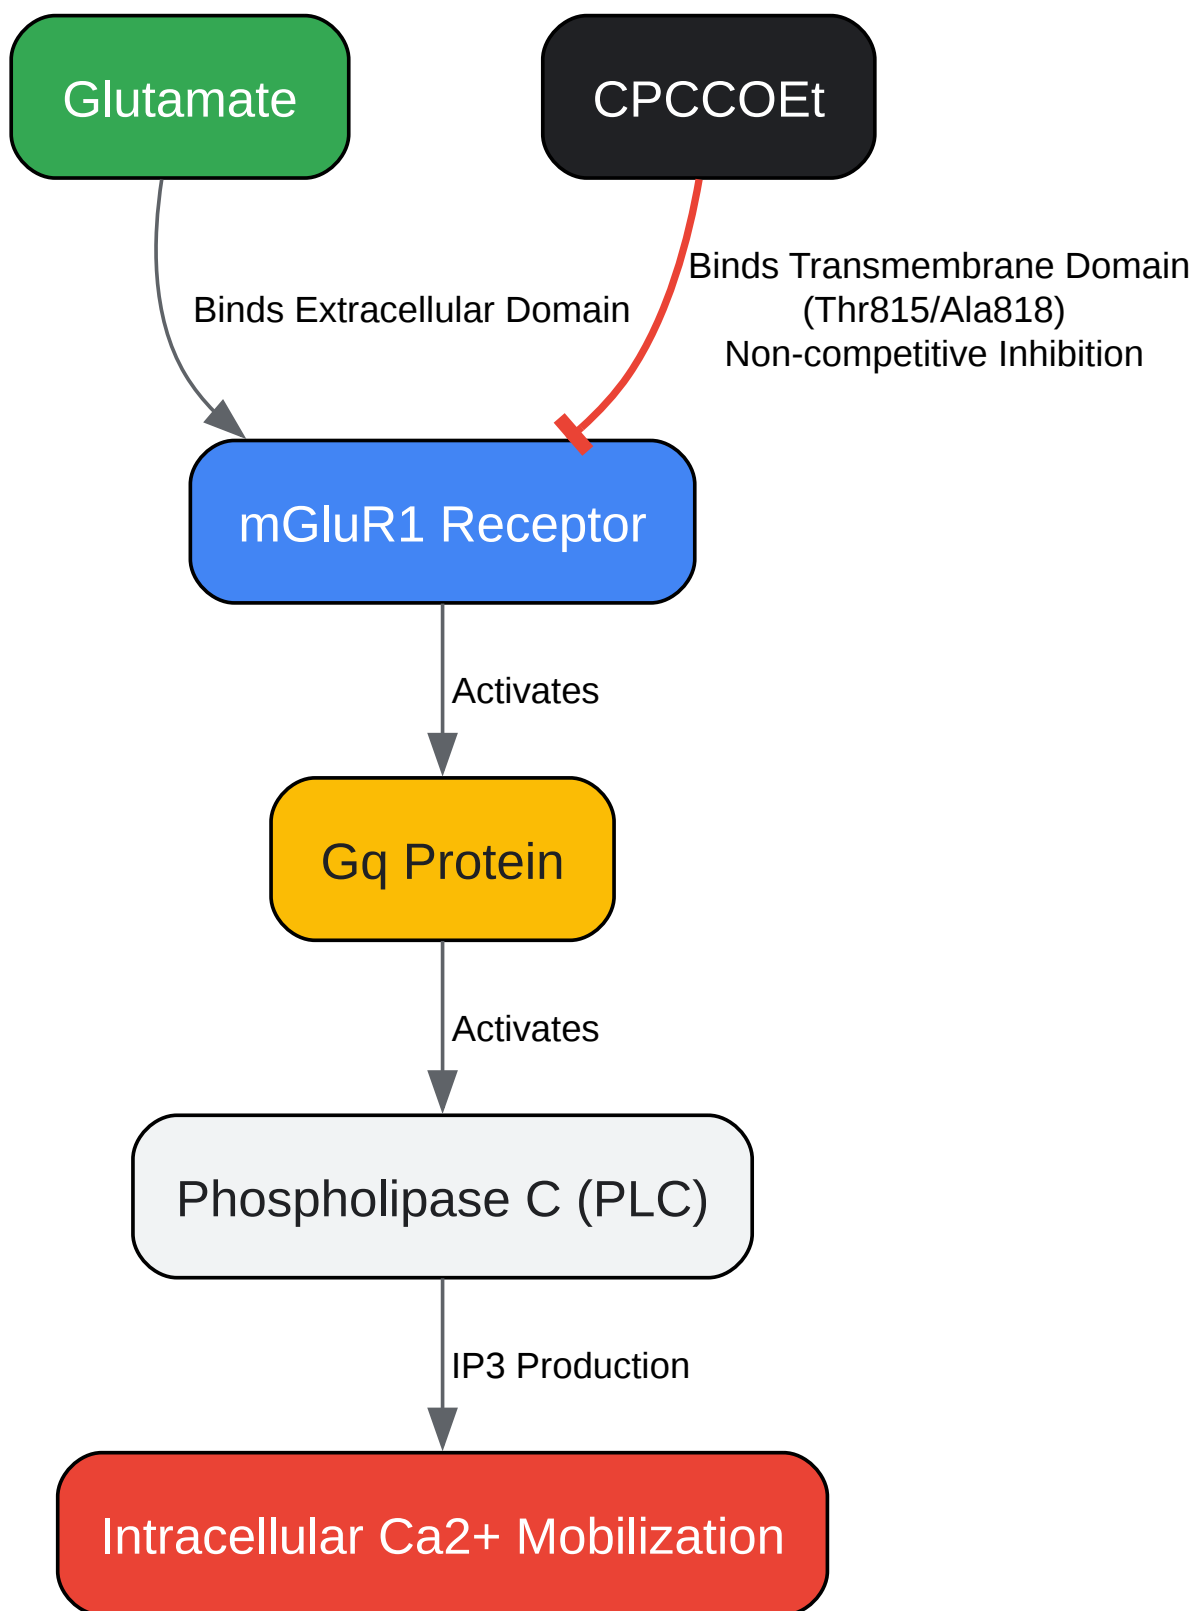 Glutamate
CPCCOEt
Binds Extracellular Domain
Binds Transmembrane Domain
(Thr815/Ala818)
Non-competitive Inhibition
mGluR1 Receptor
Activates
Gq Protein
Activates
Phospholipase C (PLC)
IP3 Production
Intracellular Ca2+ Mobilization